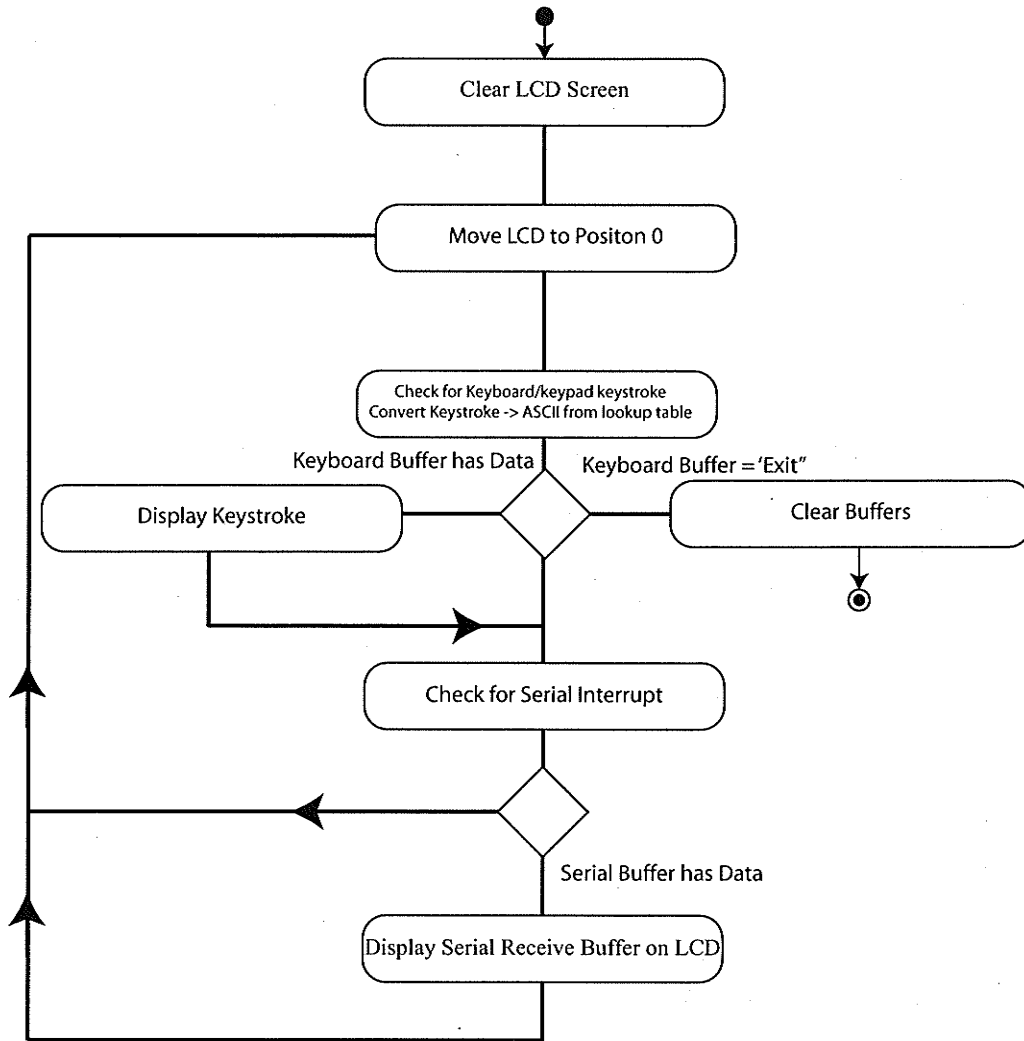 Clear LCD Screen
Move LCD to Positon 0
Check for Keyboard/keypad keystroke
Convert Keystroke -> ASCII from lookup table
Keyboard Buffer has Data
Keyboard Buffer = 'Exit"
Display Keystroke
Clear Buffers
Check for Serial Interrupt
Serial Buffer has Data
Display Serial Receive Buffer on LCD